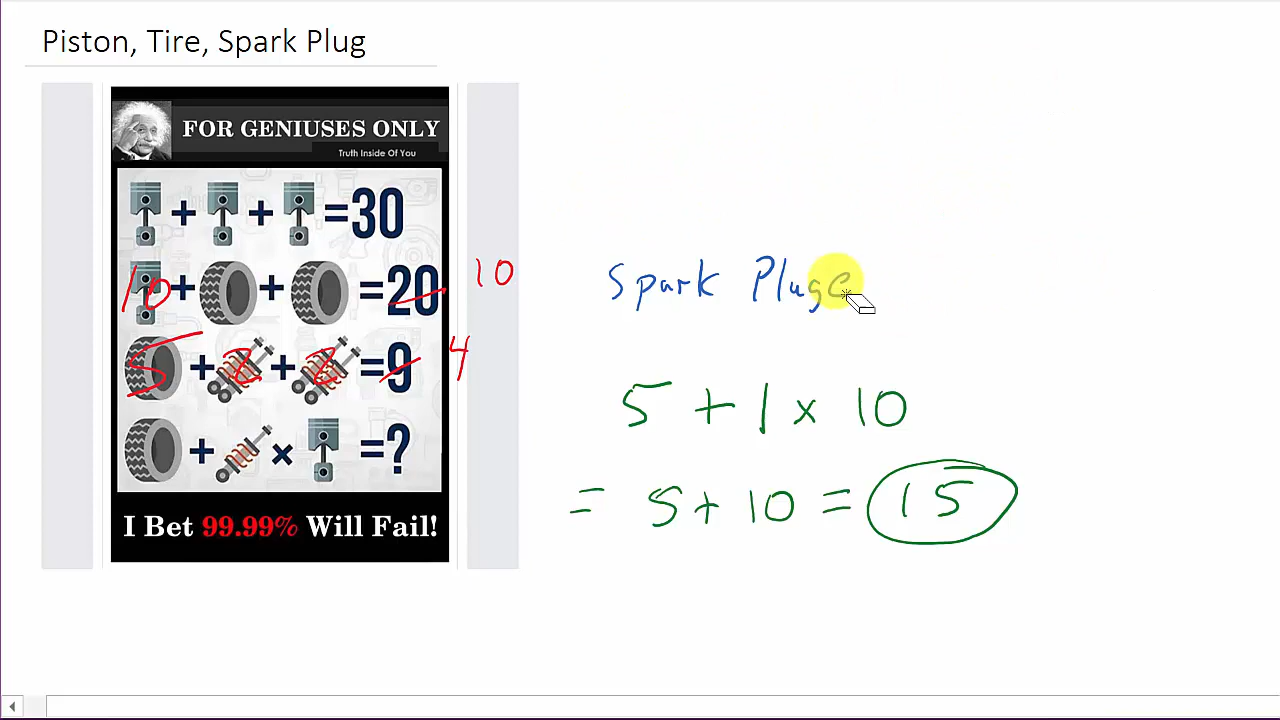 Piston, Tire, Spark Plug
FOR GENIUSES ONLY
Truth Inside Of You
+ + =30
10 + + =20 10
5 + 2 + 2 =9 4
+ × =?
I Bet 99.99% Will Fail!
Spark Pluge
5 + 1 x 10
= 5 + 10 = 15